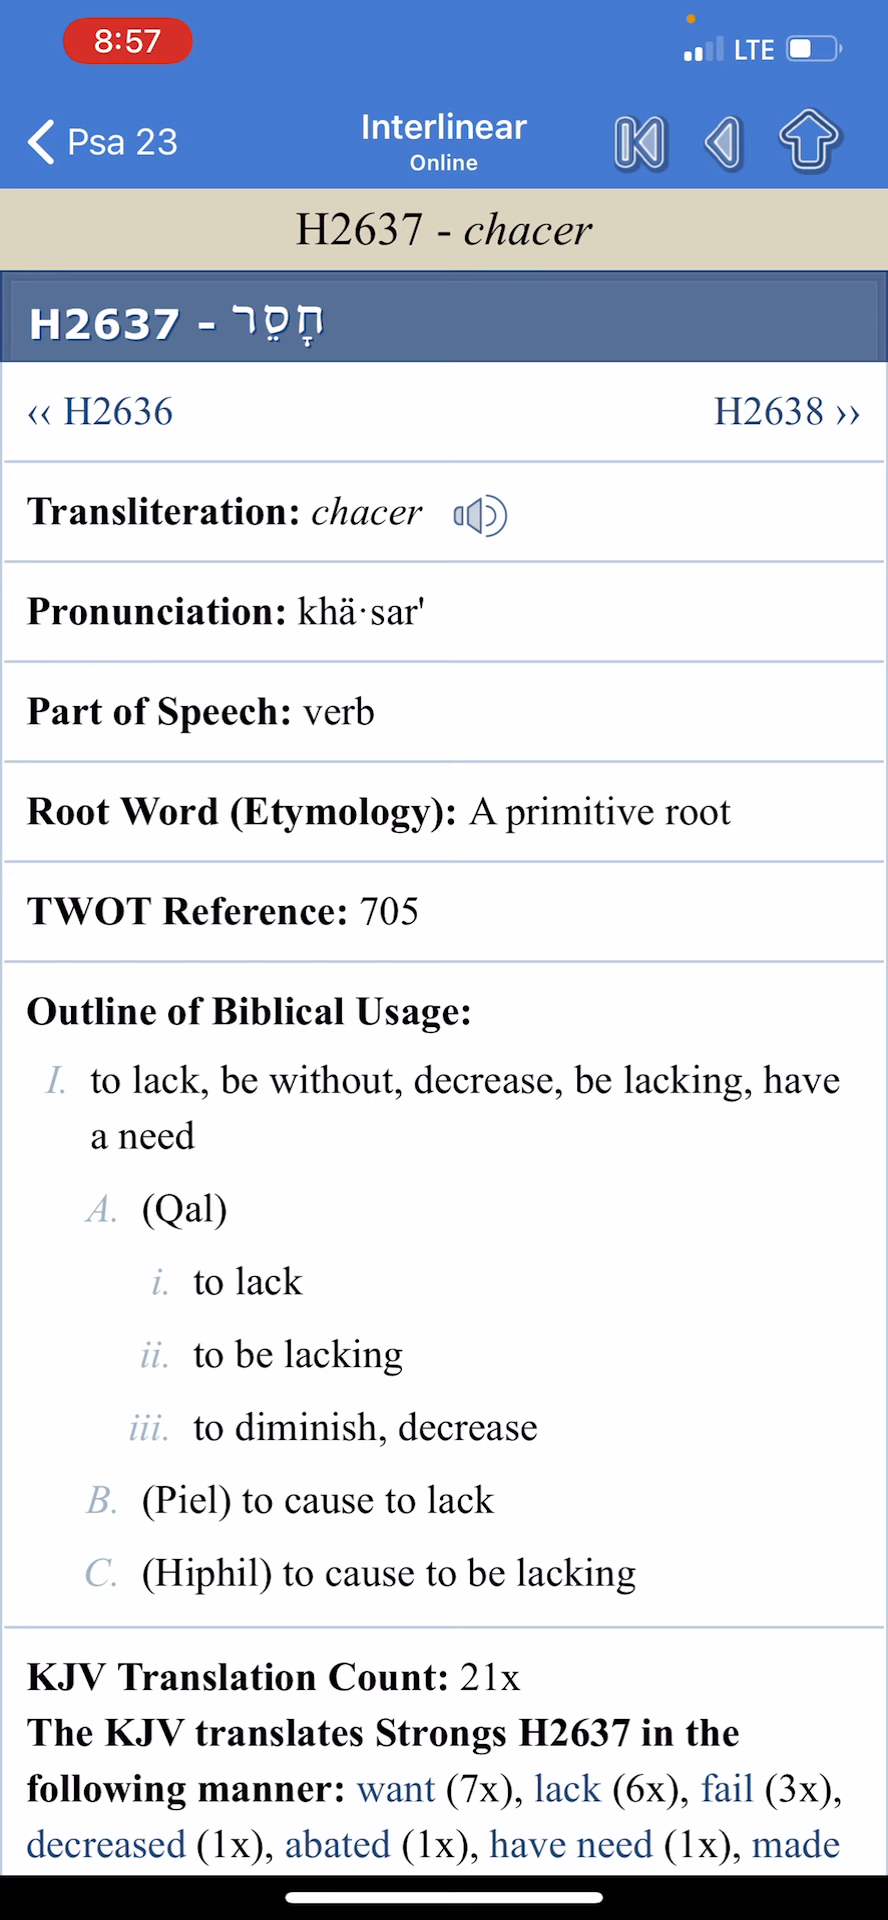 8:57
LTE
Psa 23
Interlinear
Online
H2637 - chacer
H2637 - חָסֵר
‹‹ H2636
H2638 ››
Transliteration: chacer
Pronunciation: khä·sar'
Part of Speech: verb
Root Word (Etymology): A primitive root
TWOT Reference: 705
Outline of Biblical Usage:
I. to lack, be without, decrease, be lacking, have
a need
A. (Qal)
i. to lack
ii. to be lacking
iii. to diminish, decrease
B. (Piel) to cause to lack
C. (Hiphil) to cause to be lacking
KJV Translation Count: 21x
The KJV translates Strongs H2637 in the
following manner: want (7x), lack (6x), fail (3x),
decreased (1x), abated (1x), have need (1x), made